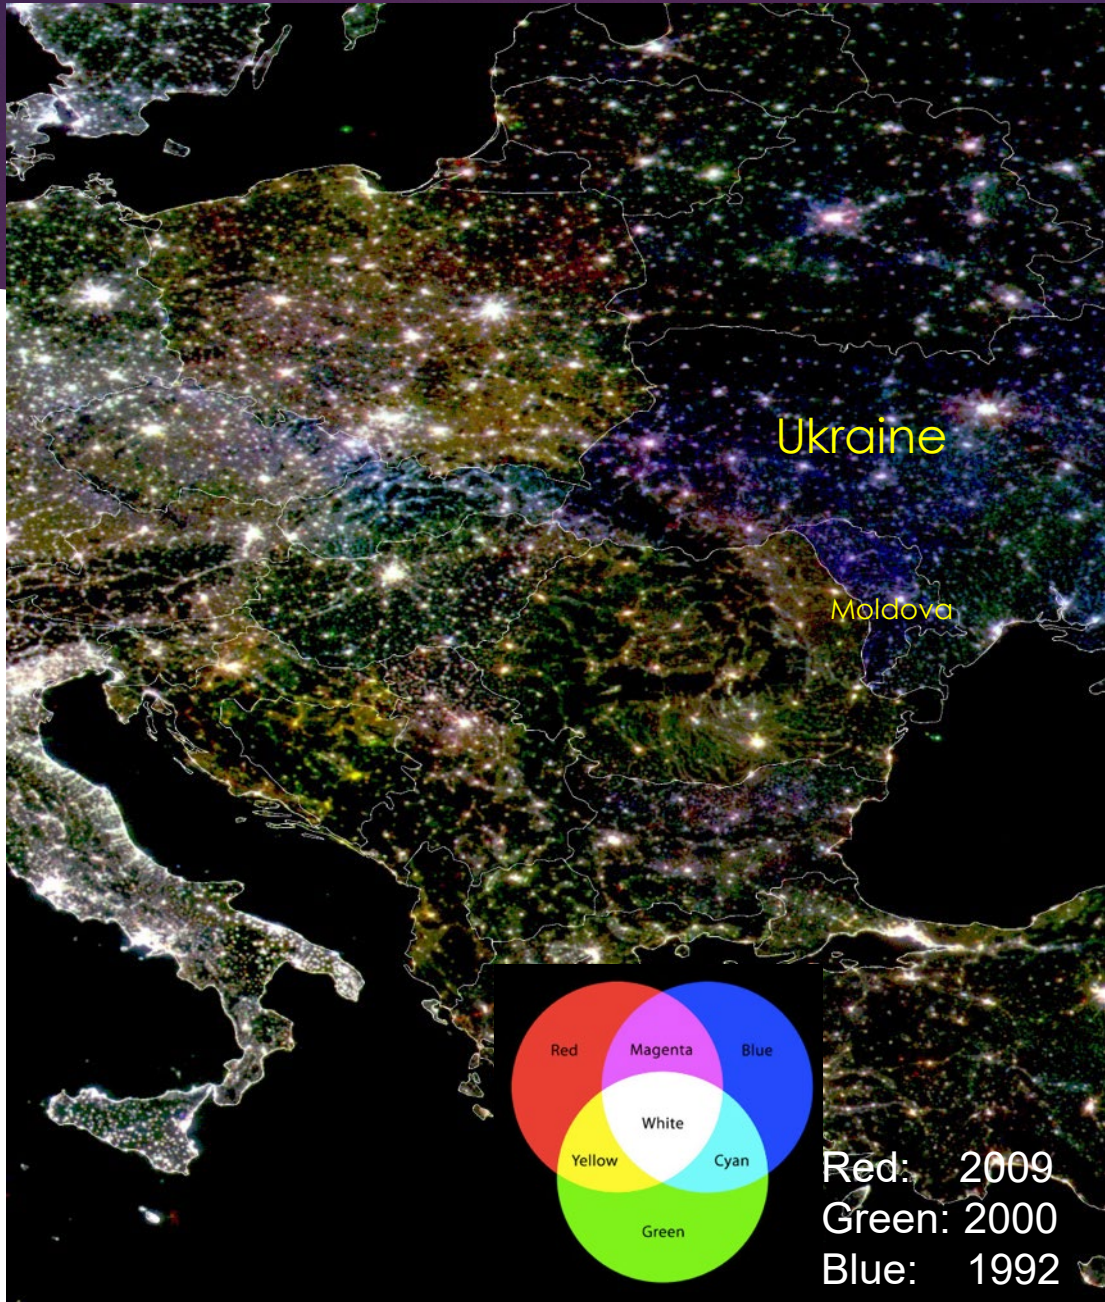 Ukraine
Moldova
Red
Magenta
Blue
White
Yellow
Cyan
Green
Red: 2009
Green: 2000
Blue: 1992